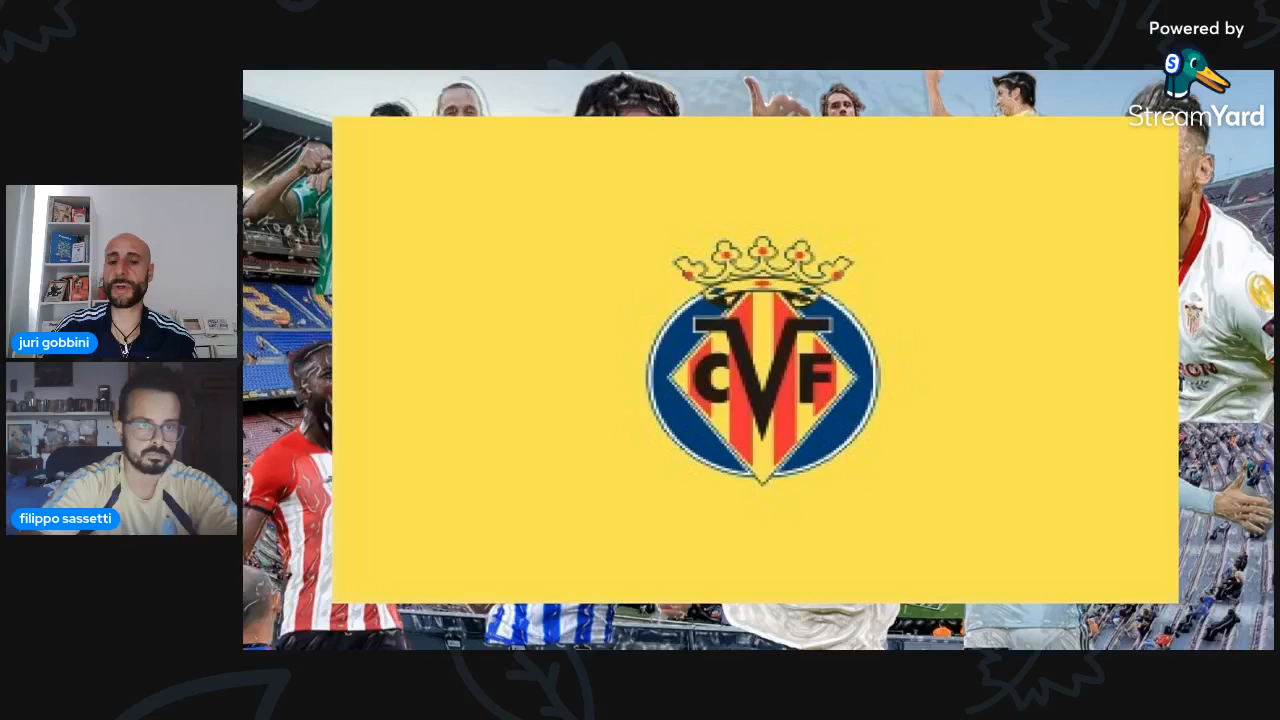 Powered by
StreamYard
juri gobbini
filippo sassetti
CVF